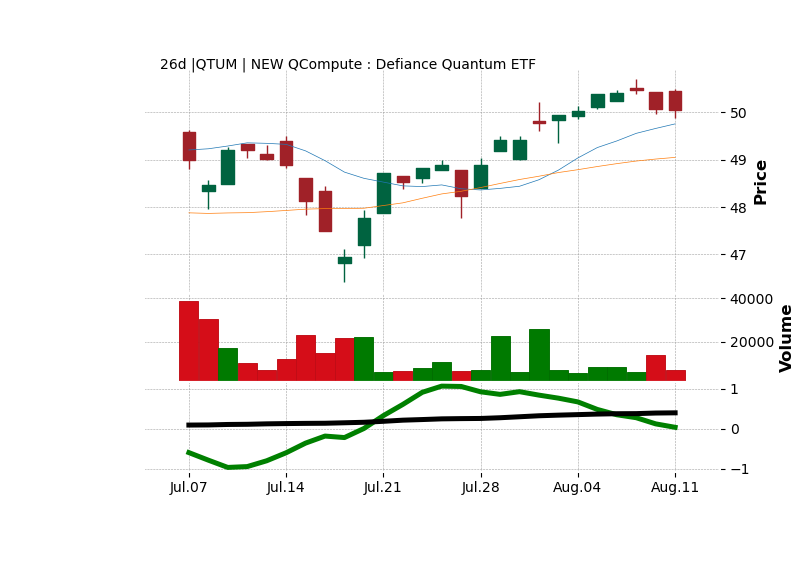 26d |QTUM | NEW QCompute : Defiance Quantum ETF
50
49
48
47
Price
40000
20000
Volume
1
0
−1
Jul.07 Jul.14 Jul.21 Jul.28 Aug.04 Aug.11